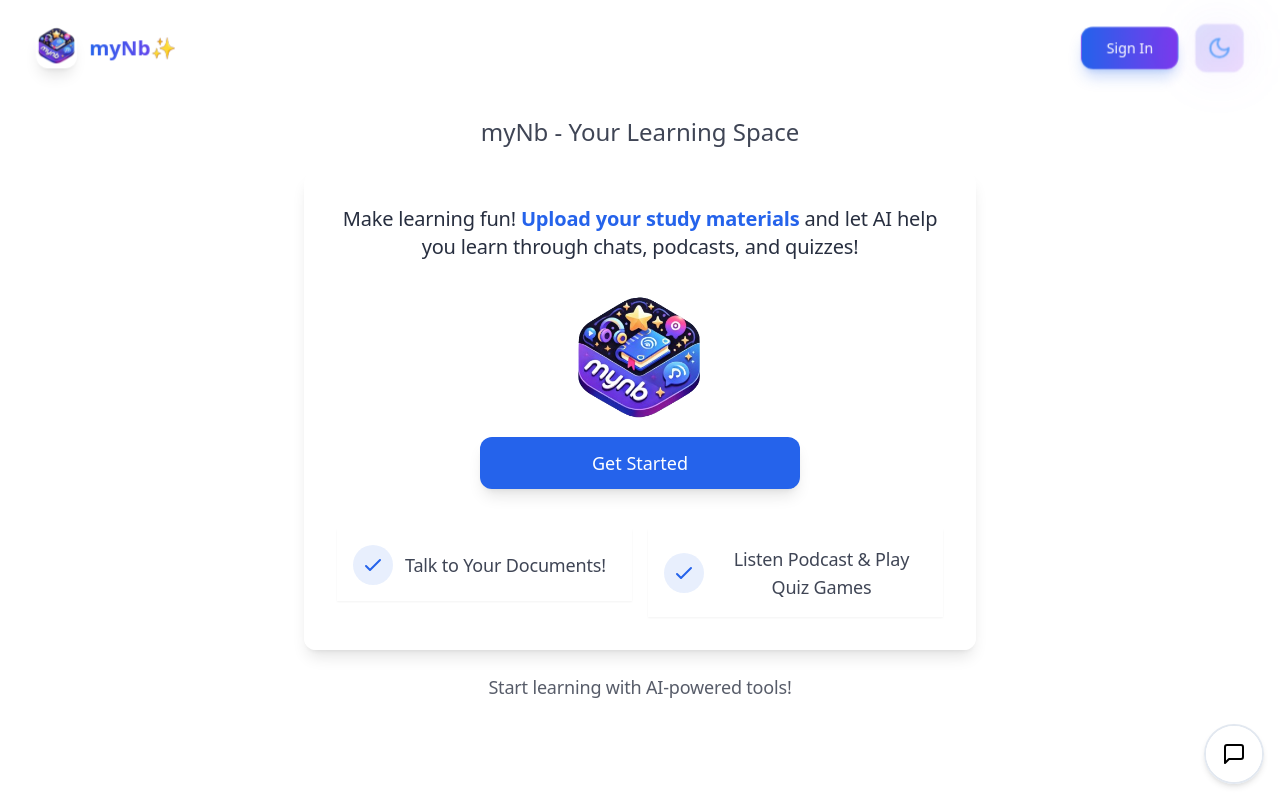 myNb✨
Sign In
myNb - Your Learning Space
Make learning fun! Upload your study materials and let AI help
you learn through chats, podcasts, and quizzes!
mynb
Get Started
Talk to Your Documents!
Listen Podcast & Play
Quiz Games
Start learning with AI-powered tools!